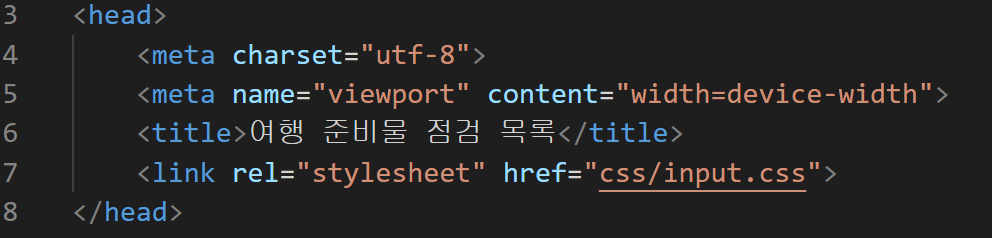 3 <head>
4 <meta charset="utf-8">
5 <meta name="viewport" content="width=device-width">
6 <title>여행 준비물 점검 목록</title>
7 <link rel="stylesheet" href="css/input.css">
8 </head>